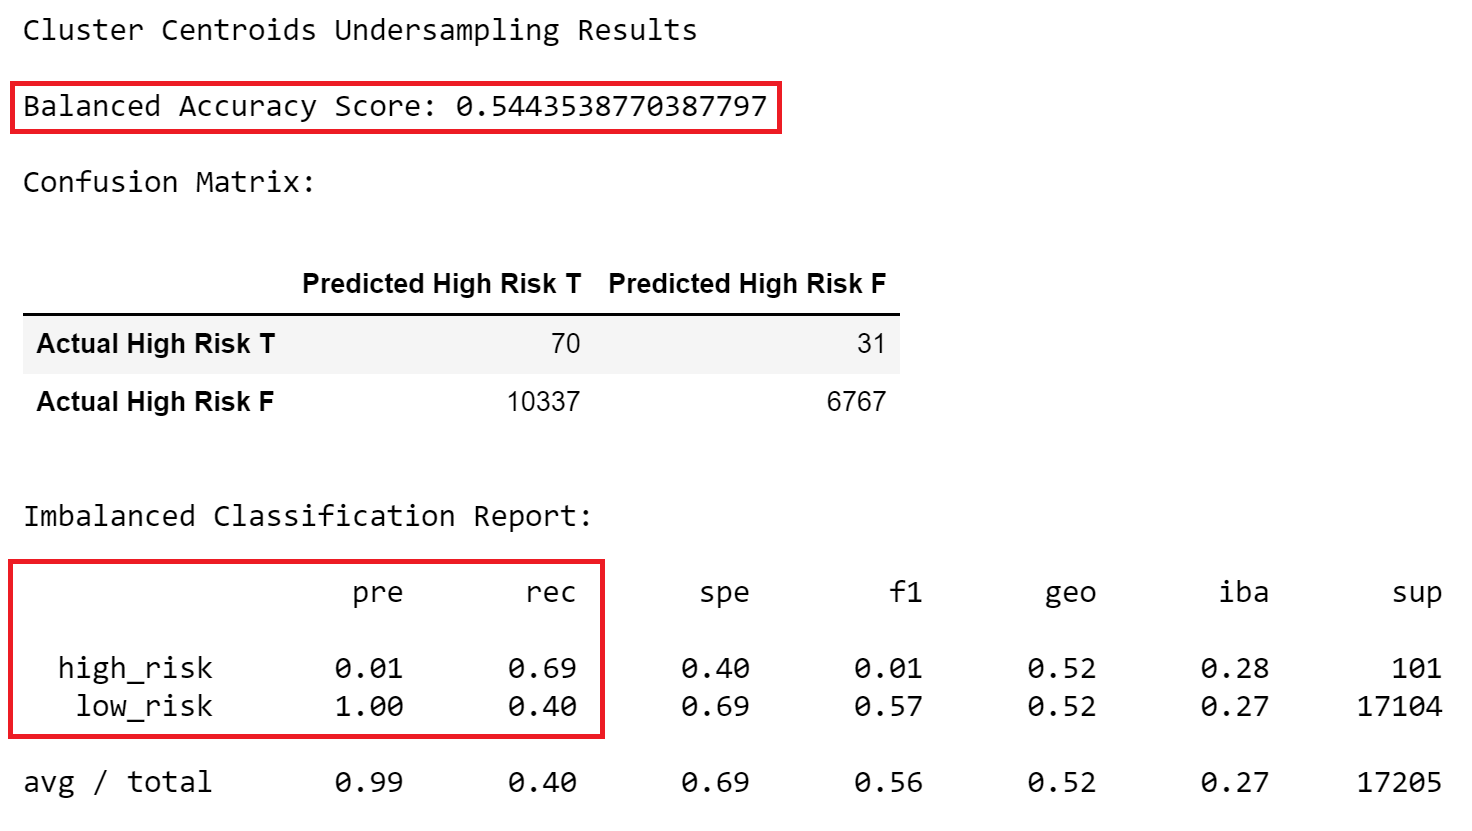 Cluster Centroids Undersampling Results
Balanced Accuracy Score: 0.5443538770387797
Confusion Matrix:
Predicted High Risk T Predicted High Risk F
Actual High Risk T 70 31
Actual High Risk F 10337 6767
Imbalanced Classification Report:
pre rec spe f1 geo iba sup
high_risk 0.01 0.69 0.40 0.01 0.52 0.28 101
low_risk 1.00 0.40 0.69 0.57 0.52 0.27 17104
avg / total 0.99 0.40 0.69 0.56 0.52 0.27 17205